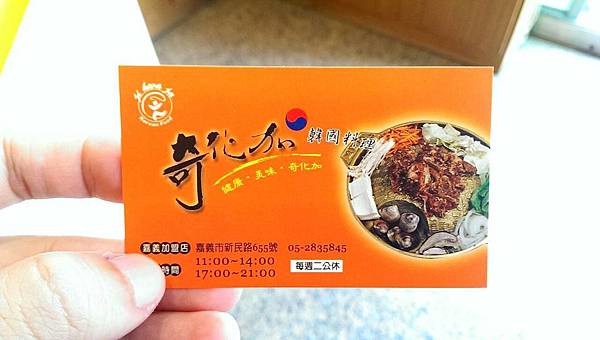 奇化加 韓國料理
健康・美味・奇化加
嘉義加盟店 嘉義市新民路655號 05-2835845
時間 11:00~14:00
17:00~21:00 每週二公休